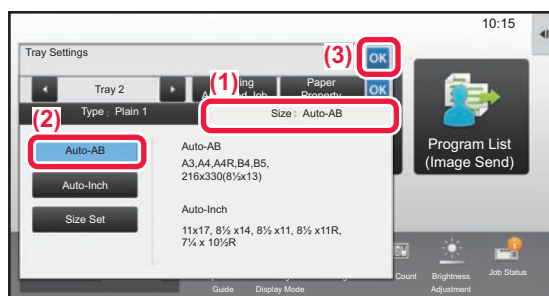 10:15
Tray Settings
(3)
OK
(1)
Tray 2
Paper
Property
OK
(2)
Type : Plain 1
Size : Auto-AB
Auto-AB
Auto-Inch
Size Set
Auto-AB
A3,A4,A4R,B4,B5,
216x330(8½x13)
Auto-Inch
11x17, 8½ x14, 8½ x11, 8½ x11R,
7¼ x 10½R
Program List
(Image Send)
Guide
Display Mode
Count
Brightness
Adjustment
Job Status